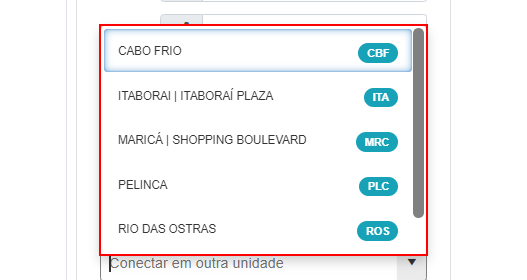 CABO FRIO CBF
ITABORAI | ITABORAÍ PLAZA ITA
MARICÁ | SHOPPING BOULEVARD MRC
PELINCA PLC
RIO DAS OSTRAS ROS
Conectar em outra unidade